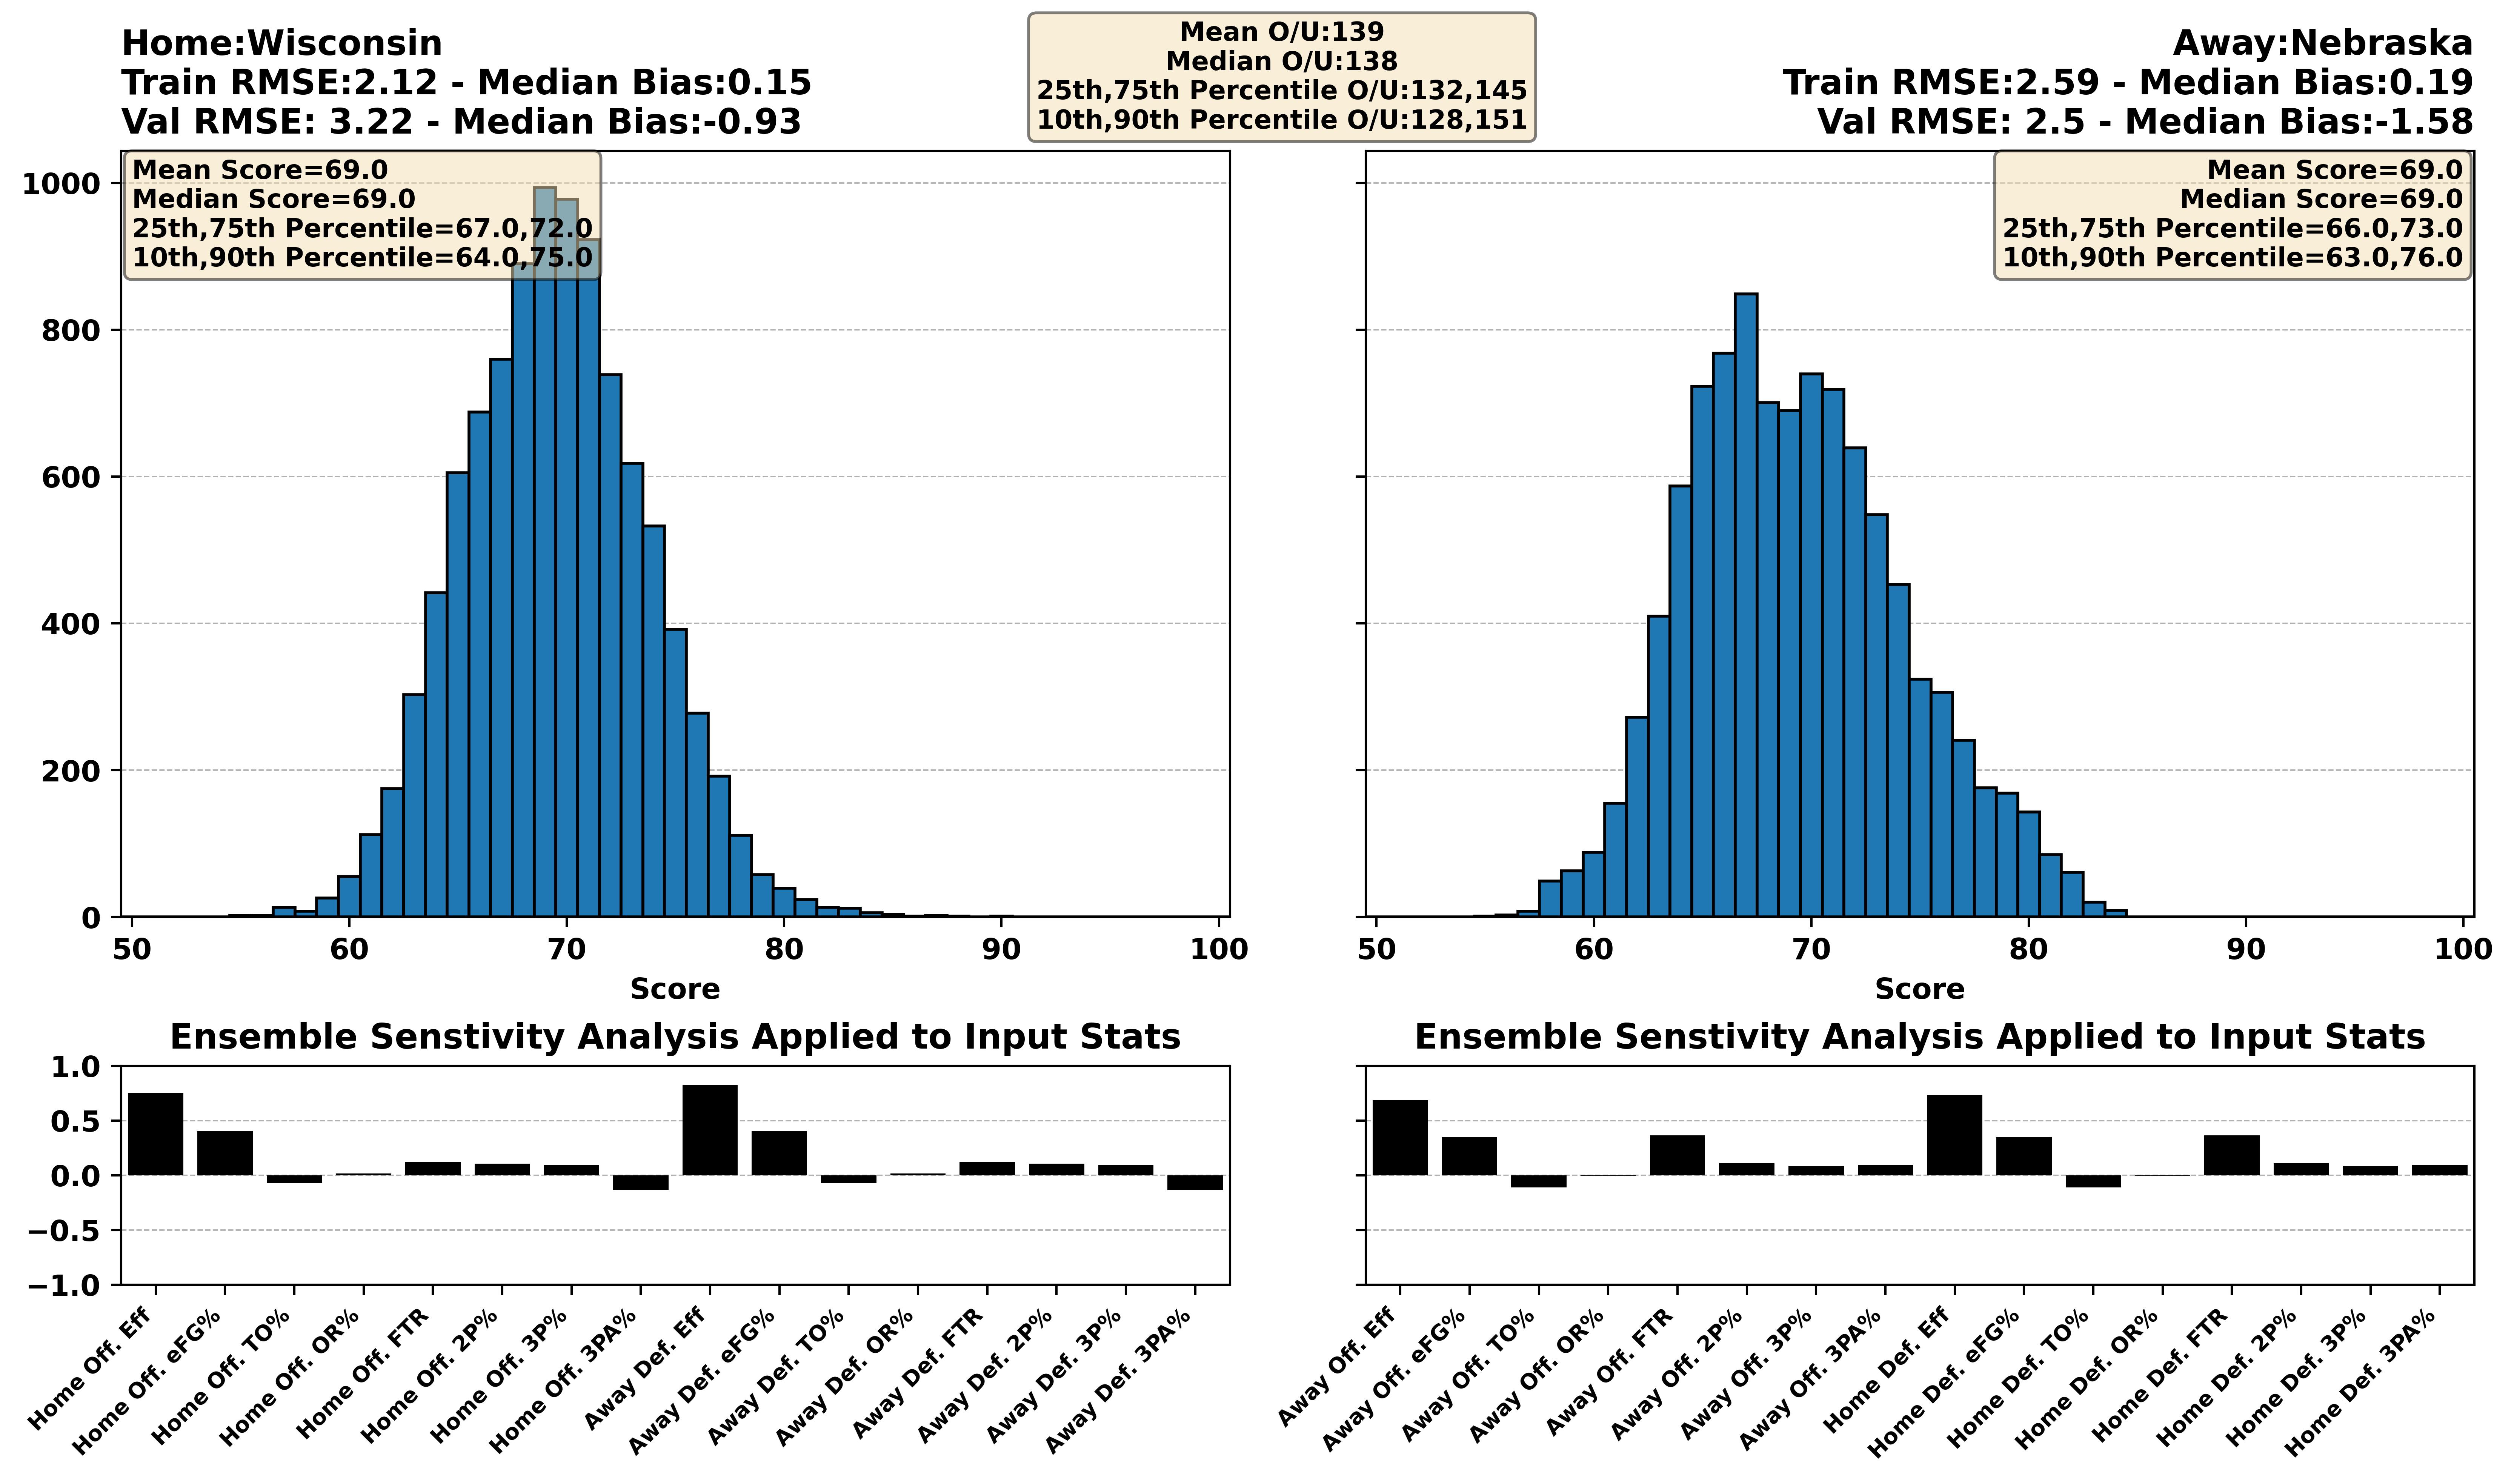 Home:Wisconsin
Train RMSE:2.12 - Median Bias:0.15
Val RMSE: 3.22 - Median Bias:-0.93
Mean O/U:139
Median O/U:138
25th,75th Percentile O/U:132,145
10th,90th Percentile O/U:128,151
Away:Nebraska
Train RMSE:2.59 - Median Bias:0.19
Val RMSE: 2.5 - Median Bias:-1.58
Mean Score=69.0
Median Score=69.0
25th,75th Percentile=67.0,72.0
10th,90th Percentile=64.0,75.0
1000
800
600
400
200
0
50 60 70 80 90 100
Score
Mean Score=69.0
Median Score=69.0
25th,75th Percentile=66.0,73.0
10th,90th Percentile=63.0,76.0
50 60 70 80 90 100
Score
Ensemble Senstivity Analysis Applied to Input Stats
1.0
0.5
0.0
−0.5
−1.0
Home Off. Eff
Home Off. eFG%
Home Off. TO%
Home Off. OR%
Home Off. FTR
Home Off. 2P%
Home Off. 3P%
Home Off. 3PA%
Away Def. Eff
Away Def. eFG%
Away Def. TO%
Away Def. OR%
Away Def. FTR
Away Def. 2P%
Away Def. 3P%
Away Def. 3PA%
Ensemble Senstivity Analysis Applied to Input Stats
Away Off. Eff
Away Off. eFG%
Away Off. TO%
Away Off. OR%
Away Off. FTR
Away Off. 2P%
Away Off. 3P%
Away Off. 3PA%
Home Def. Eff
Home Def. eFG%
Home Def. TO%
Home Def. OR%
Home Def. FTR
Home Def. 2P%
Home Def. 3P%
Home Def. 3PA%